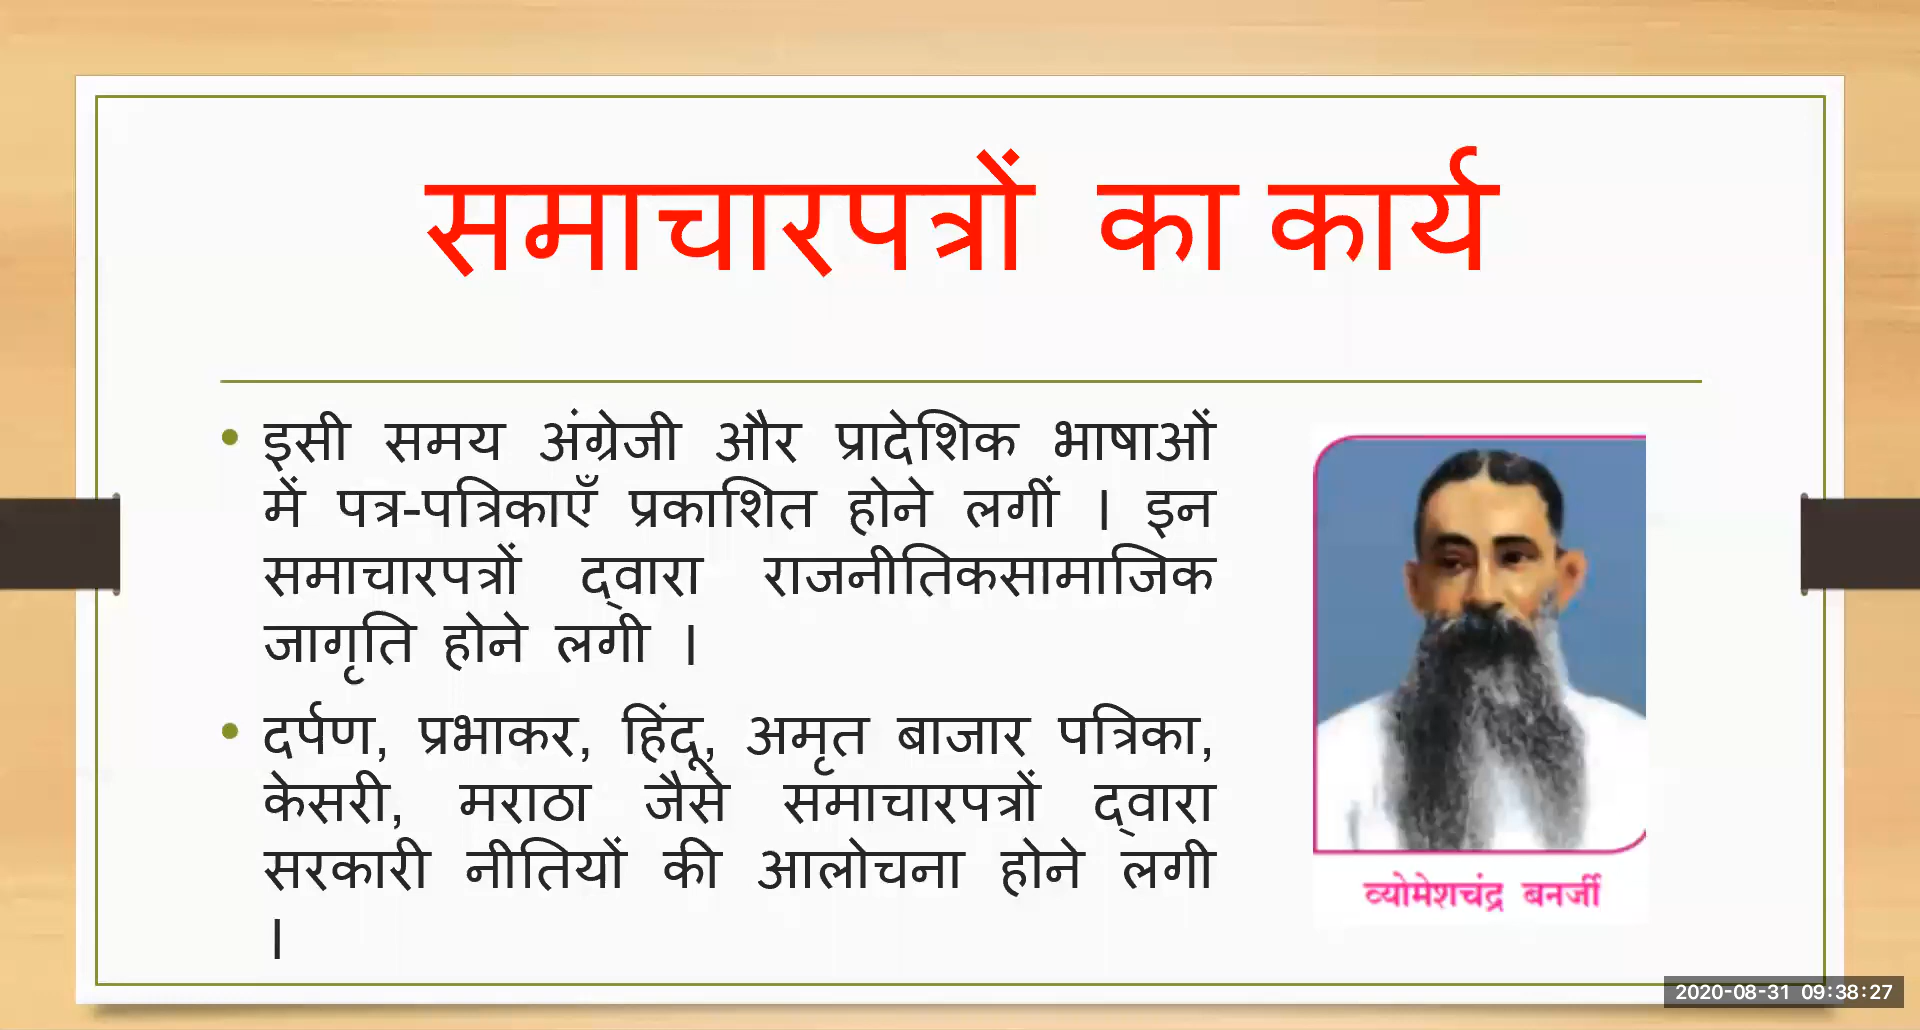 समाचारपत्रों का कार्य
• इसी समय अंग्रेजी और प्रादेशिक भाषाओं
में पत्र-पत्रिकाएँ प्रकाशित होने लगीं ।  इन
समाचारपत्रों द्वारा राजनीतिकसामाजिक
जागृति होने लगी ।
• दर्पण, प्रभाकर, हिंदू, अमृत बाजार पत्रिका,
केसरी, मराठा जैसे समाचारपत्रों द्वारा
सरकारी नीतियों की आलोचना होने लगी
।
व्योमेशचंद्र बनर्जी
2020-08-31 09:38:27